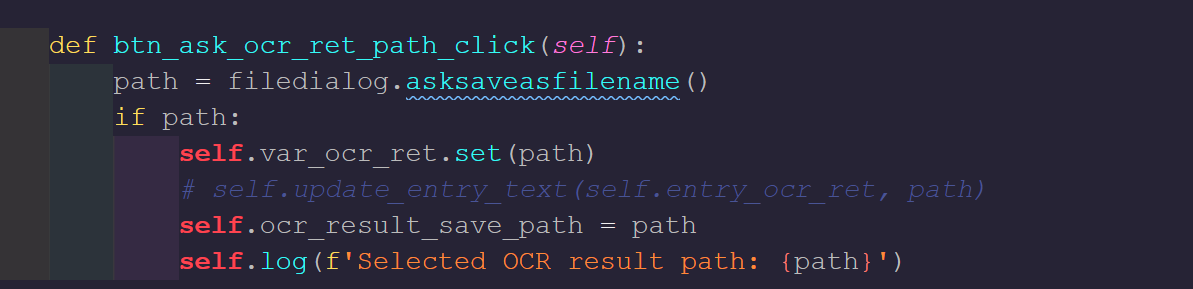 def btn_ask_ocr_ret_path_click(self):
    path = filedialog.asksaveasfilename()
    if path:
        self.var_ocr_ret.set(path)
        # self.update_entry_text(self.entry_ocr_ret, path)
        self.ocr_result_save_path = path
        self.log(f'Selected OCR result path: {path}')